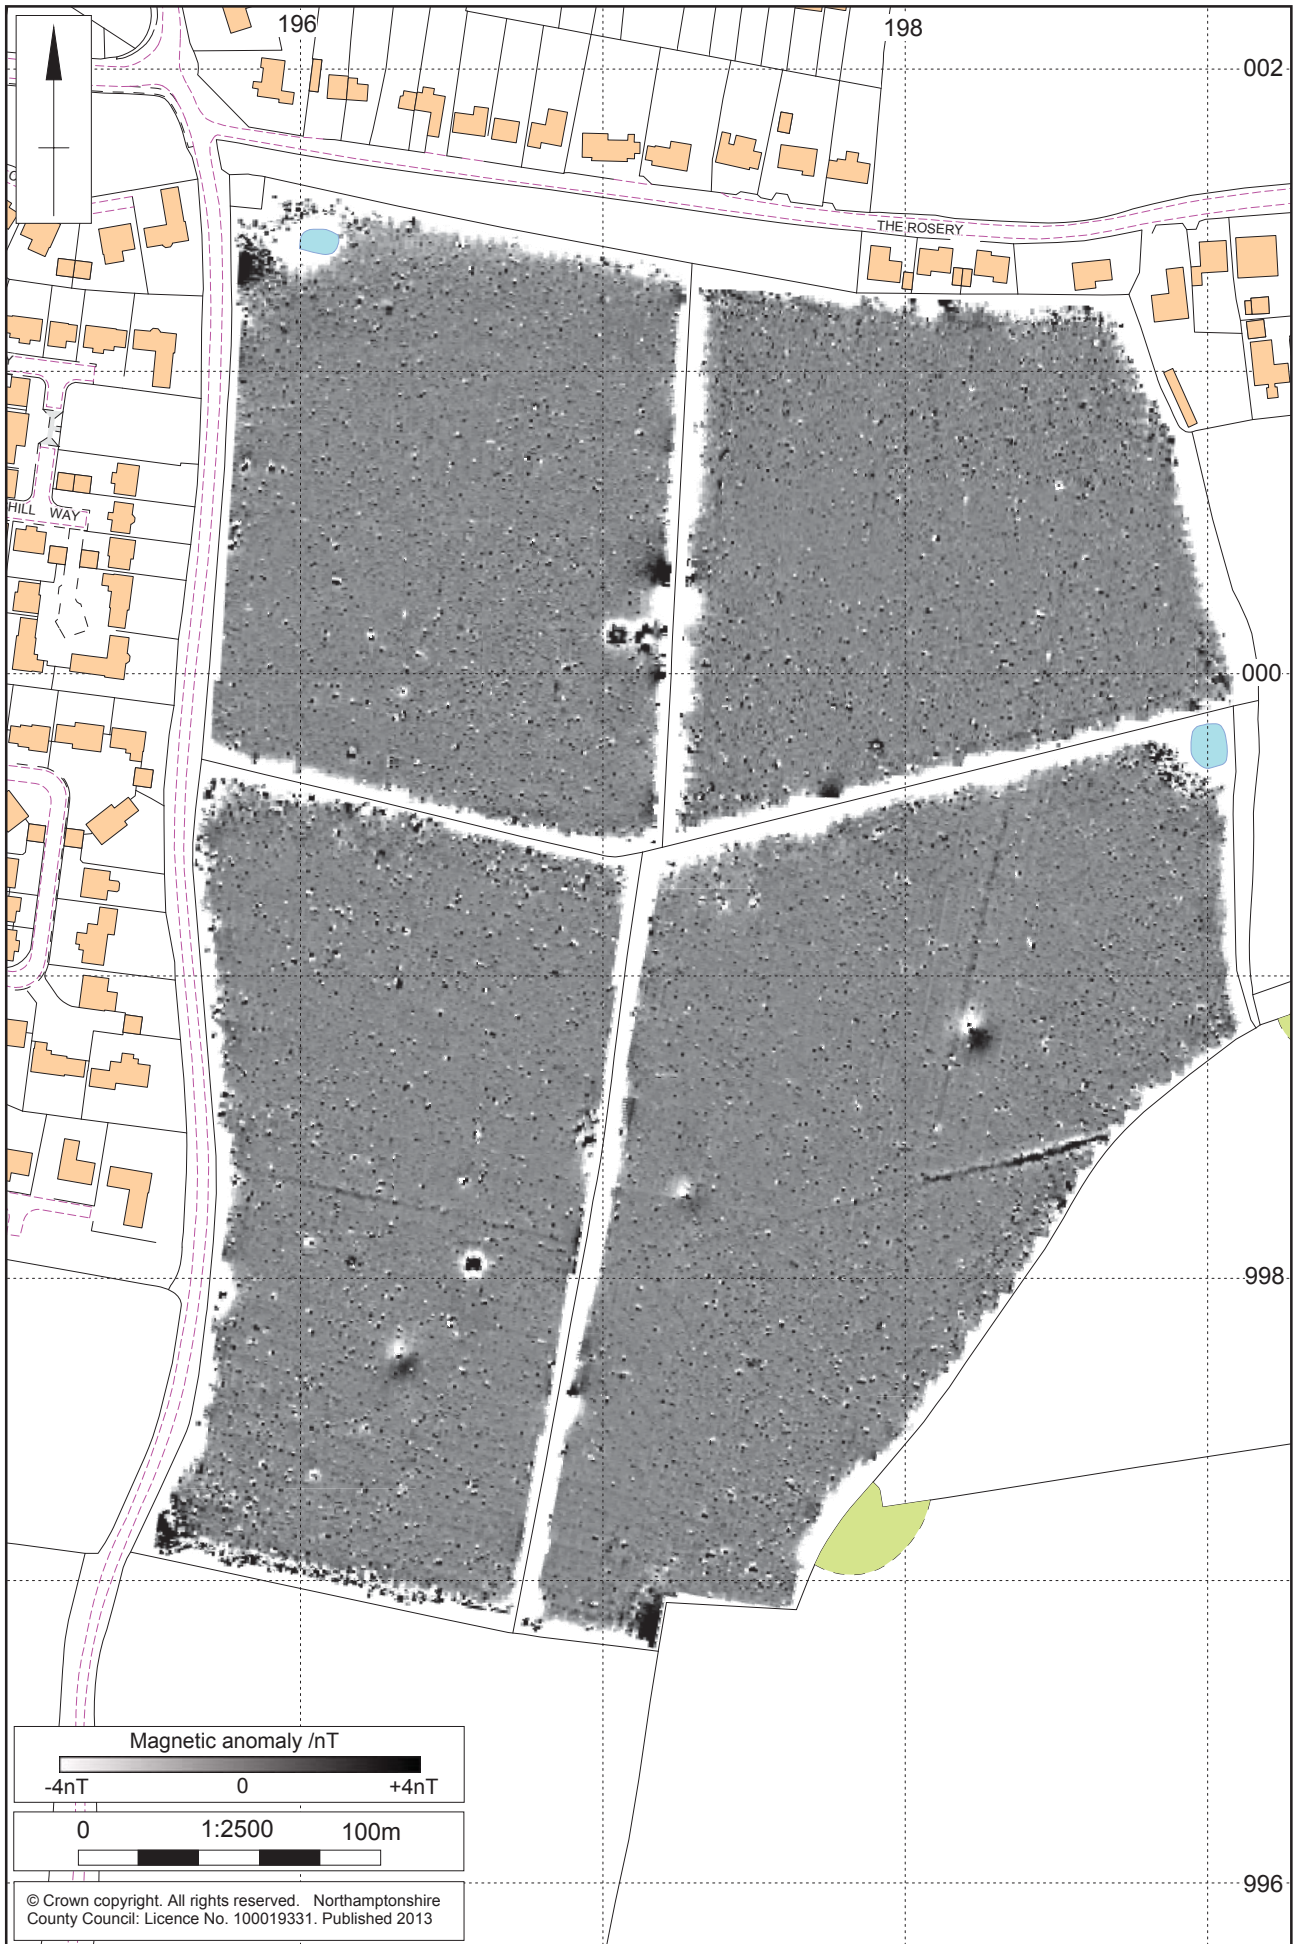 196
198
002
THE ROSERY
HILL WAY
000
998
Magnetic anomaly /nT
-4nT 0 +4nT
0 1:2500 100m
996
© Crown copyright. All rights reserved. Northamptonshire
County Council: Licence No. 100019331. Published 2013